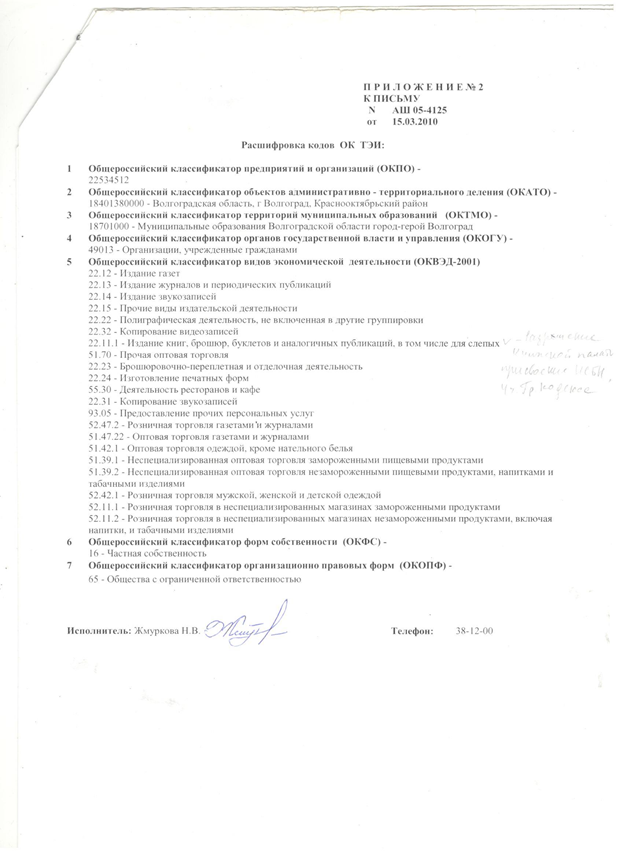 П Р И Л О Ж Е Н И Е № 2
К ПИСЬМУ
N АШ 05-4125
от 15.03.2010
Расшифровка кодов ОК ТЭИ:
1 Общероссийский классификатор предприятий и организаций (ОКПО) -
22534512
2 Общероссийский классификатор объектов административно - территориального деления (ОКАТО) -
18401380000 - Волгоградская область, г Волгоград, Краснооктябрьский район
3 Общероссийский классификатор территорий муниципальных образований (ОКТМО) -
18701000 - Муниципальные образования Волгоградской области город-герой Волгоград
4 Общероссийский классификатор органов государственной власти и управления (ОКОГУ) -
49013 - Организации, учрежденные гражданами
5 Общероссийский классификатор видов экономической деятельности (ОКВЭД-2001)
22.12 - Издание газет
22.13 - Издание журналов и периодических публикаций
22.14 - Издание звукозаписей
22.15 - Прочие виды издательской деятельности
22.22 - Полиграфическая деятельность, не включенная в другие группировки
22.32 - Копирование видеозаписей
22.11.1 - Издание книг, брошюр, буклетов и аналогичных публикаций, в том числе для слепых
51.70 - Прочая оптовая торговля
22.23 - Брошюровочно-переплетная и отделочная деятельность
22.24 - Изготовление печатных форм
55.30 - Деятельность ресторанов и кафе
22.31 - Копирование звукозаписей
93.05 - Предоставление прочих персональных услуг
52.47.2 - Розничная торговля газетами и журналами
51.47.22 - Оптовая торговля газетами и журналами
51.42.1 - Оптовая торговля одеждой, кроме нательного белья
51.39.1 - Неспециализированная оптовая торговля замороженными пищевыми продуктами
51.39.2 - Неспециализированная оптовая торговля незамороженными пищевыми продуктами, напитками и
табачными изделиями
52.42.1 - Розничная торговля мужской, женской и детской одеждой
52.11.1 - Розничная торговля в неспециализированных магазинах замороженными продуктами
52.11.2 - Розничная торговля в неспециализированных магазинах незамороженными продуктами, включая
напитки, и табачными изделиями
6 Общероссийский классификатор форм собственности (ОКФС) -
16 - Частная собственность
7 Общероссийский классификатор организационно правовых форм (ОКОПФ) -
65 - Общества с ограниченной ответственностью
Исполнитель: Жмуркова Н.В. Телефон: 38-12-00